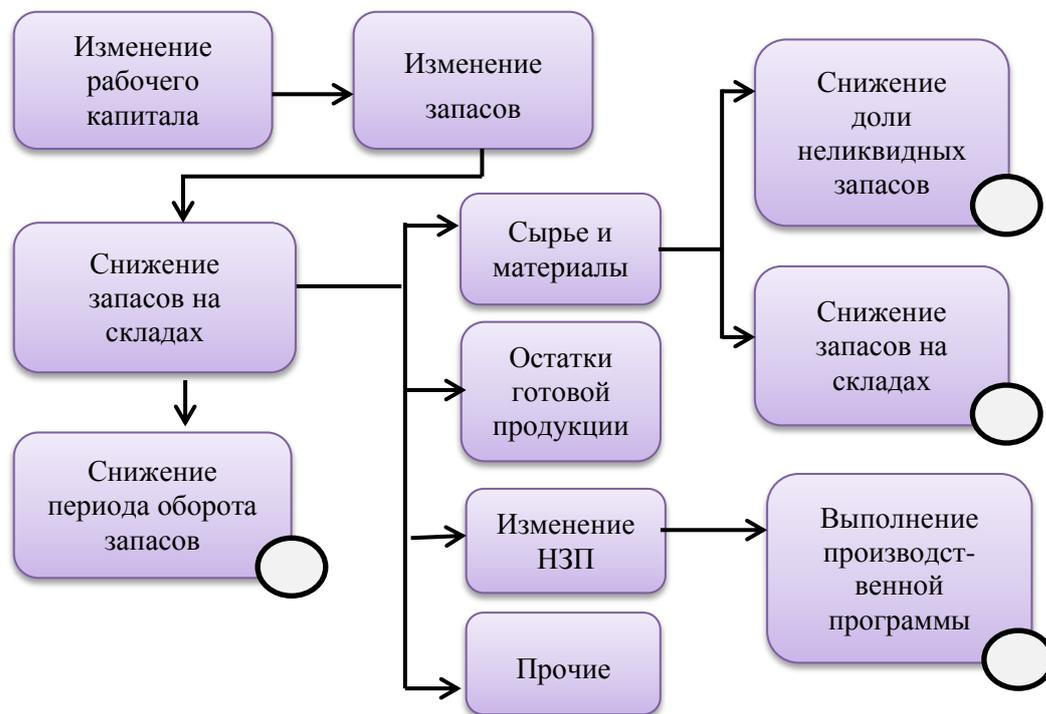 Изменение
рабочего
капитала
Изменение
запасов
Снижение
доли
неликвидных
запасов
Снижение
запасов на
складах
Сырье и
материалы
Снижение
запасов на
складах
Остатки
готовой
продукции
Снижение
периода оборота
запасов
Изменение
НЗП
Выполнение
производст-
венной
программы
Прочие